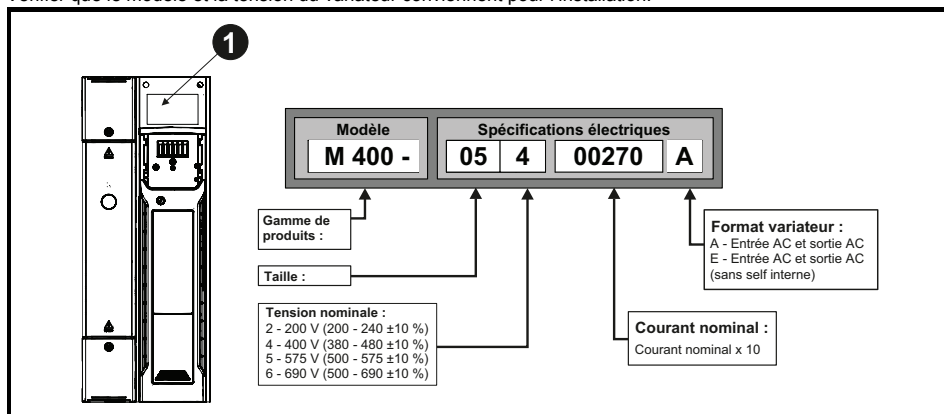 Vérifier que le modèle et la tension du variateur conviennent pour l'installation.
1
Modèle
Spécifications électriques
M 400 -
05
4
00270
A
Gamme de
produits :
Taille :
Tension nominale :
2 - 200 V (200 - 240 ±10 %)
4 - 400 V (380 - 480 ±10 %)
5 - 575 V (500 - 575 ±10 %)
6 - 690 V (500 - 690 ±10 %)
Courant nominal :
Courant nominal x 10
Format variateur :
A - Entrée AC et sortie AC
E - Entrée AC et sortie AC
(sans self interne)